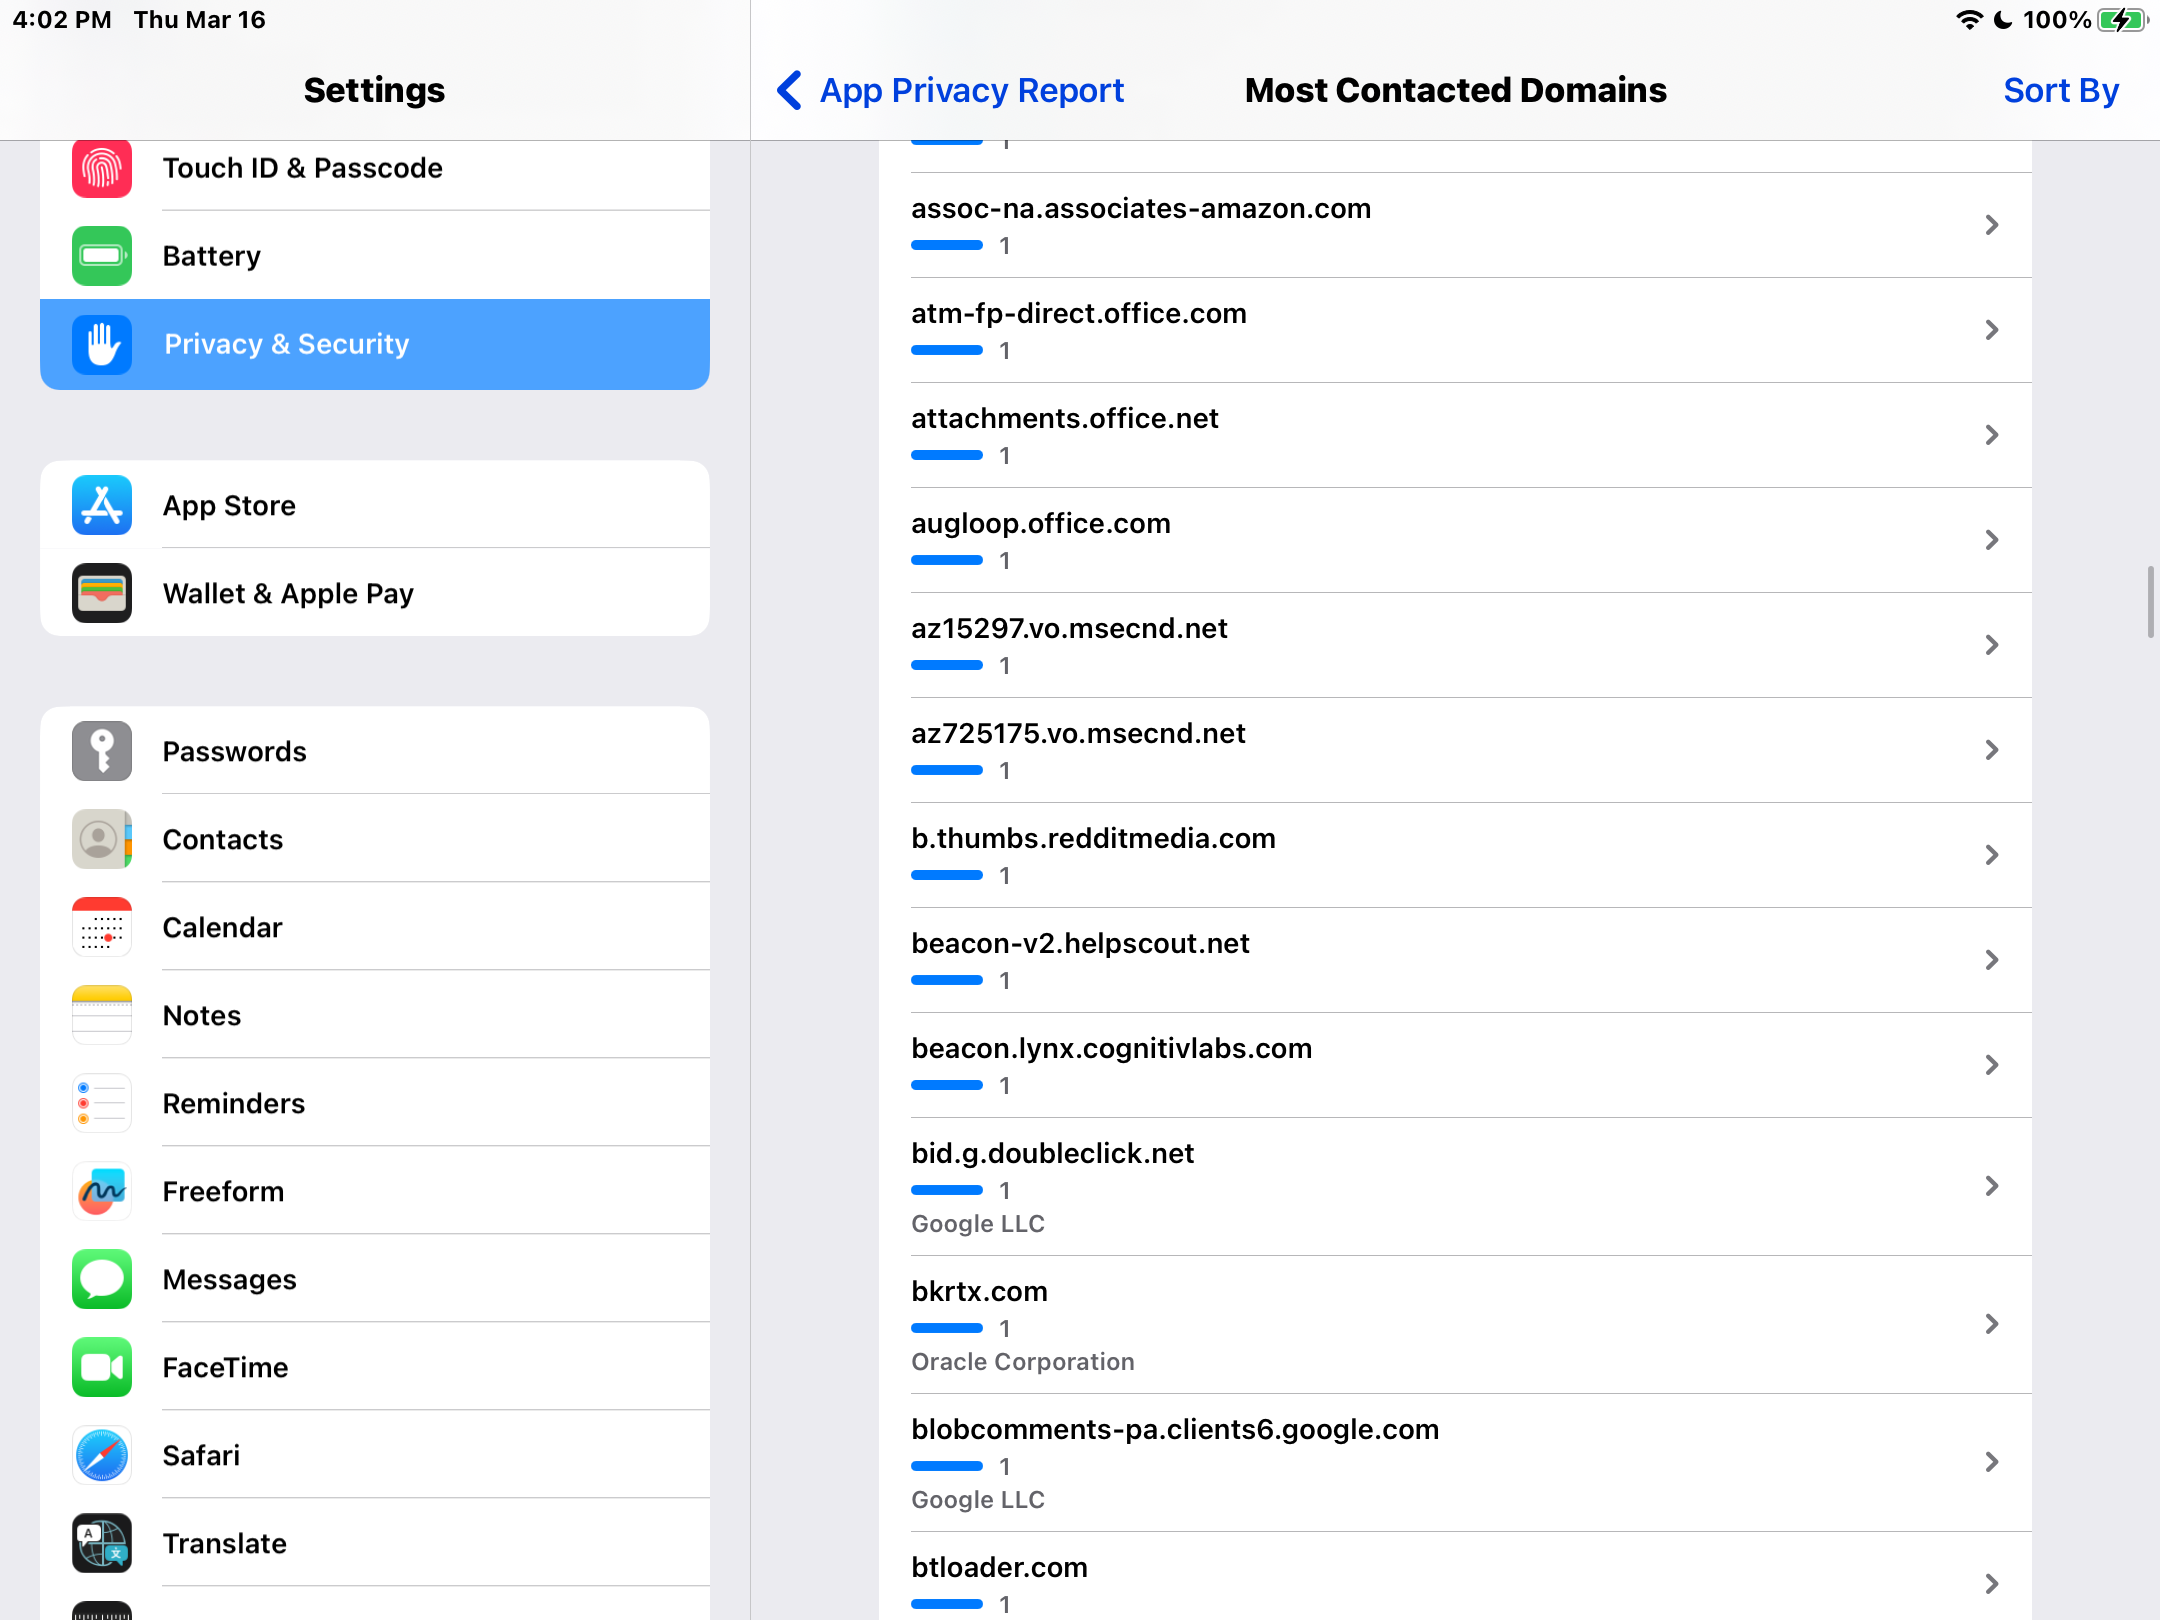 4:02 PM Thu Mar 16
100%
Settings
Touch ID & Passcode
Battery
Privacy & Security
App Store
Wallet & Apple Pay
Passwords
Contacts
Calendar
Notes
Reminders
Freeform
Messages
FaceTime
Safari
Translate
App Privacy Report
Most Contacted Domains
Sort By
1
assoc-na.associates-amazon.com
1
atm-fp-direct.office.com
1
attachments.office.net
1
augloop.office.com
1
az15297.vo.msecnd.net
1
az725175.vo.msecnd.net
1
b.thumbs.redditmedia.com
1
beacon-v2.helpscout.net
1
beacon.lynx.cognitivlabs.com
1
bid.g.doubleclick.net
1
Google LLC
bkrtx.com
1
Oracle Corporation
blobcomments-pa.clients6.google.com
1
Google LLC
btloader.com
1